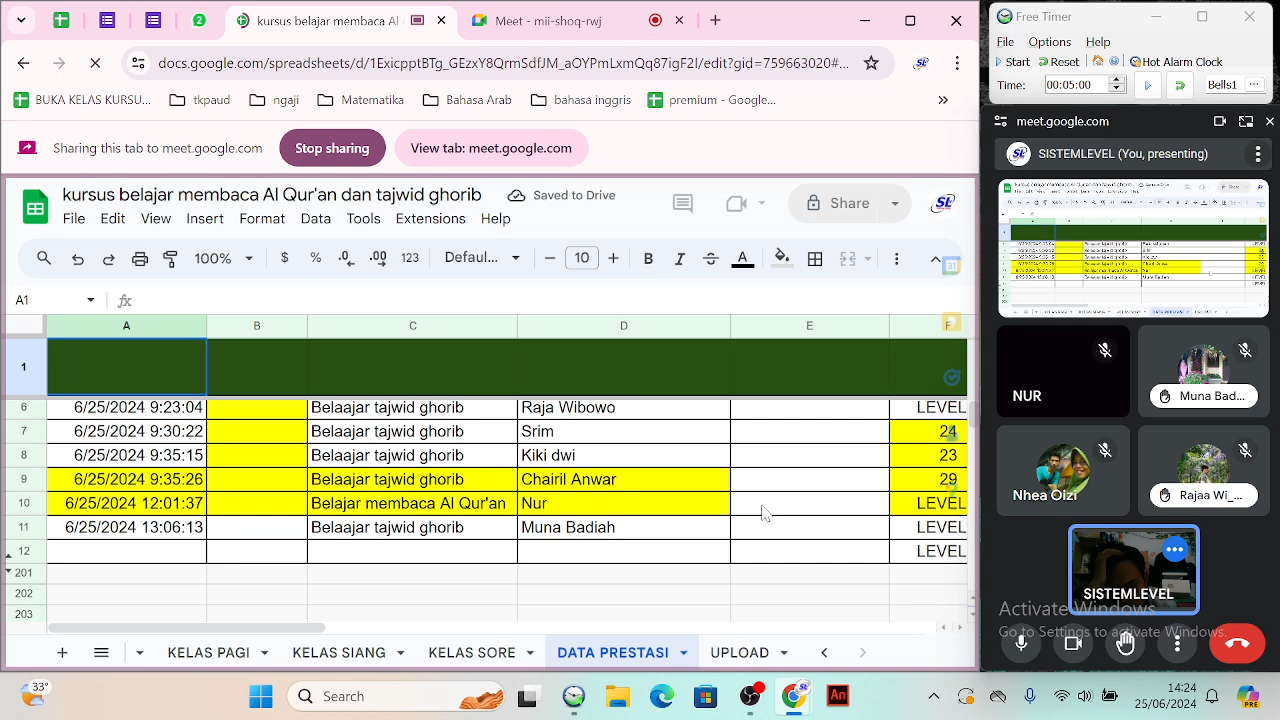 2
kursus belajar membaca Al
Meet - mii-shoq-rwj
docs.google.com/spreadsheets/d/1ExicpptBTg_GEzxY8QrmSdfJM_aOYPmLxmQq87igF2I/edit?gid=759663020#...
BUKA KELAS KURSU...
tkpaud
ngaji
Matematika
Bahasa Arab
bahasa inggris
premium - Google...
Sharing this tab to meet.google.com
Stop sharing
View tab: meet.google.com
kursus belajar membaca Al Qur'an dan tajwid ghorib
Saved to Drive
File Edit View Insert Format Data Tools Extensions Help
Share
100% $ % .0 .00 123 Defaul... 10 B I S A
A1 fx
A B C D E F
1
6 6/25/2024 9:23:04 Belaajar tajwid ghorib Raja Wibowo LEVEL
7 6/25/2024 9:30:22 Belaajar tajwid ghorib Srim 24
8 6/25/2024 9:35:15 Belaajar tajwid ghorib Kiki dwi 23
9 6/25/2024 9:35:26 Belaajar tajwid ghorib Chairil Anwar 29
10 6/25/2024 12:01:37 Belajar membaca Al Qur'an Nur LEVEL
11 6/25/2024 13:06:13 Belaajar tajwid ghorib Muna Badiah LEVEL
12 LEVEL
201
202
203
KELAS PAGI
KELAS SIANG
KELAS SORE
DATA PRESTASI
UPLOAD
Free Timer
File Options Help
Start Reset Hot Alarm Clock
Time: 00:05:00 Bells1 ...
meet.google.com
SISTEMLEVEL (You, presenting)
NUR
Muna Bad...
Nhea Oizi
Rajaa Wi_...
SISTEMLEVEL
Activate Windows
Go to Settings to activate Windows.
33°
Search
An
14:24
25/06/2024
PRE